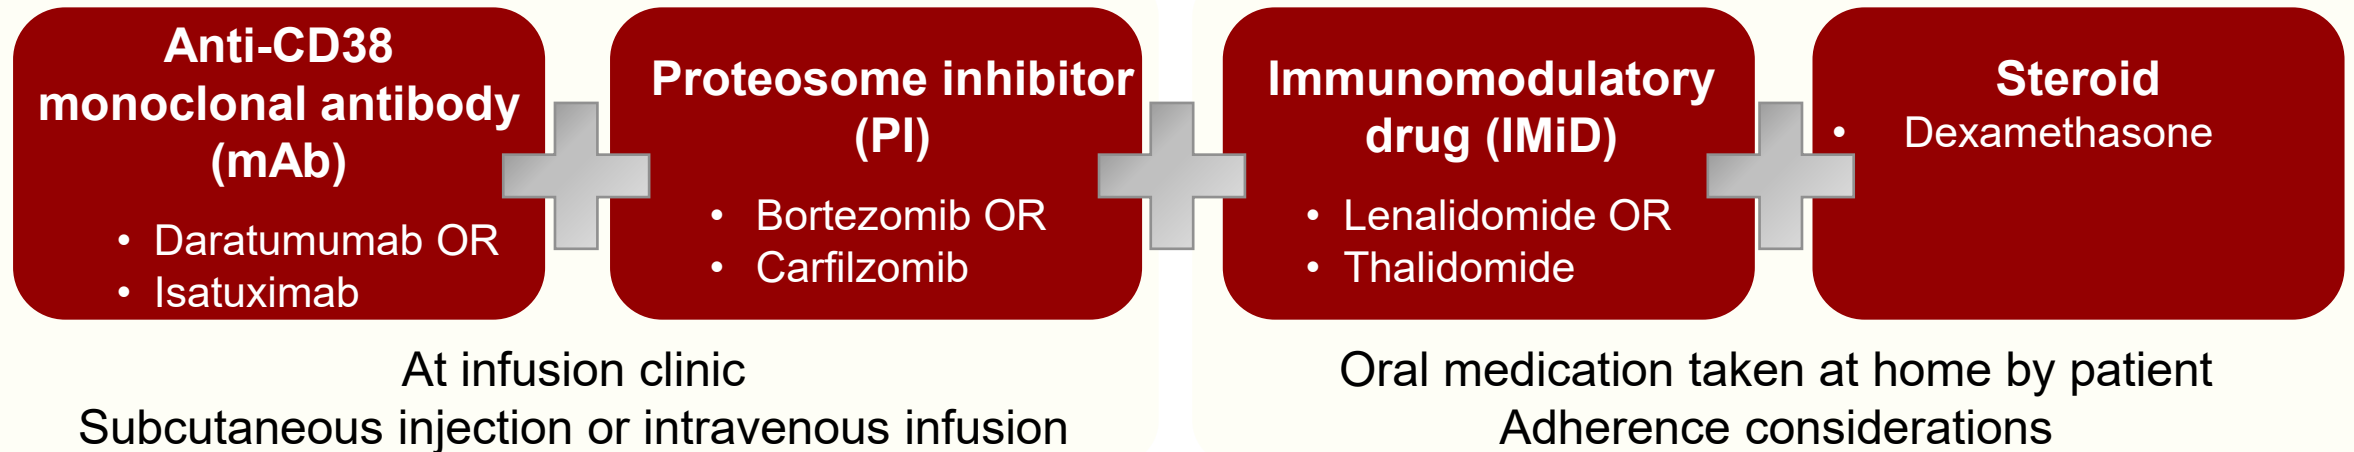 Anti-CD38
monoclonal antibody
(mAb)
• Daratumumab OR
• Isatuximab
Proteosome inhibitor
(PI)
• Bortezomib OR
• Carfilzomib
Immunomodulatory
drug (IMiD)
• Lenalidomide OR
• Thalidomide
Steroid
• Dexamethasone
At infusion clinic
Subcutaneous injection or intravenous infusion
Oral medication taken at home by patient
Adherence considerations